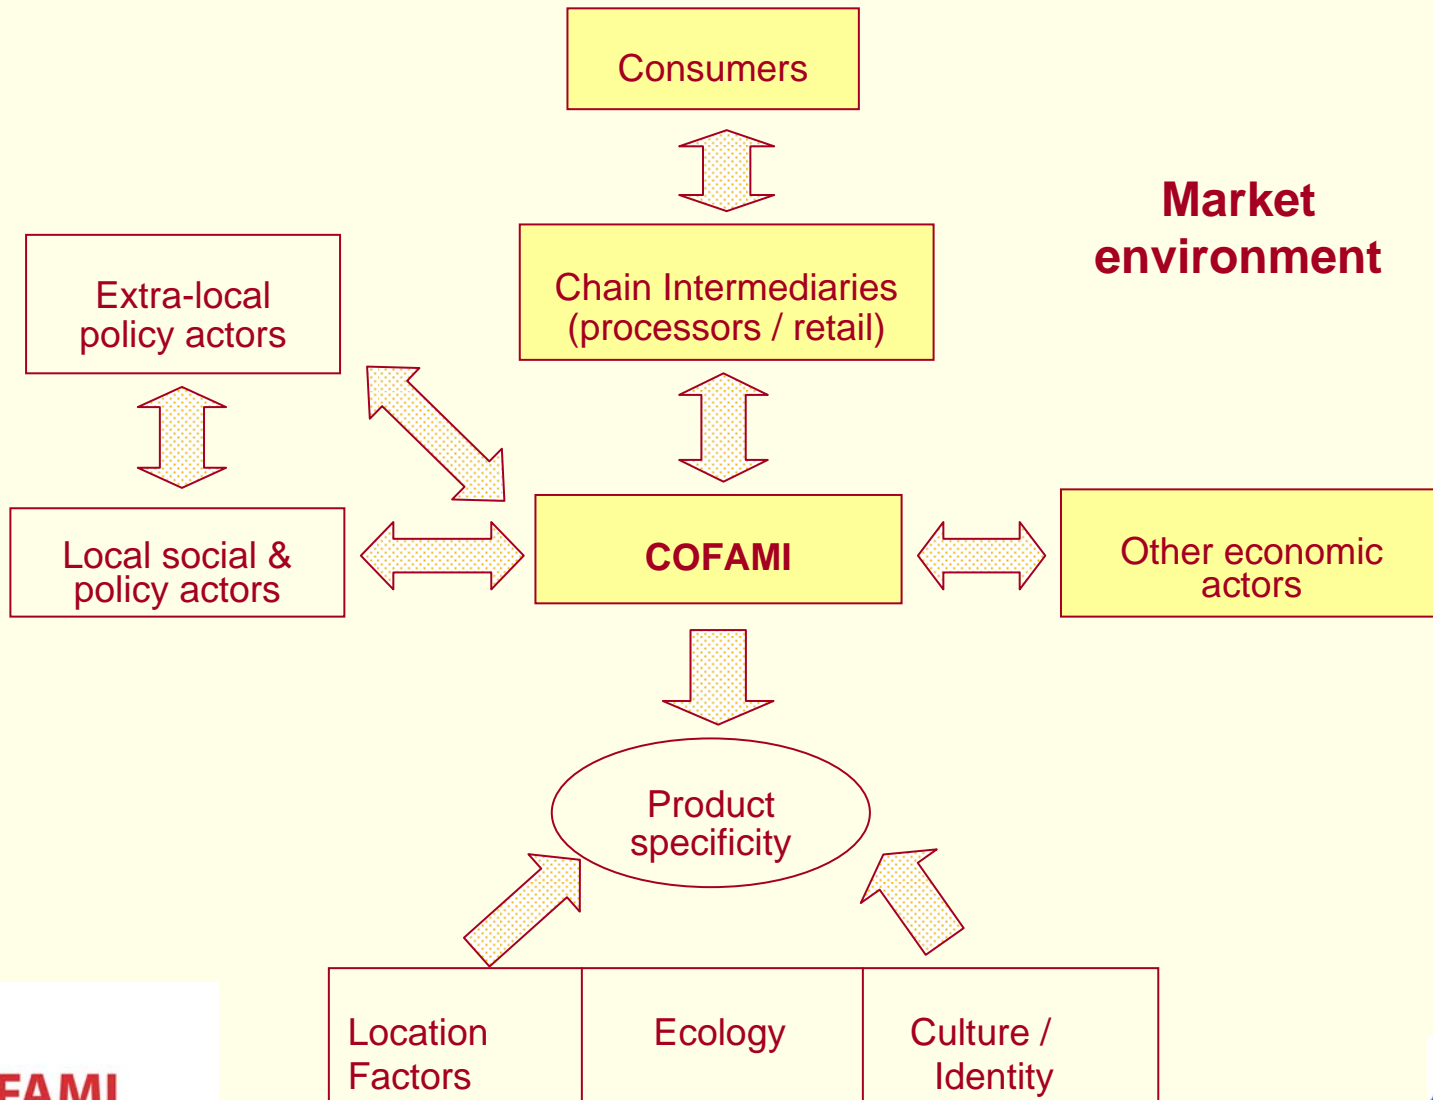 Consumers
Market
environment
Extra-local
policy actors
Chain Intermediaries
(processors / retail)
Local social &
policy actors
COFAMI
Other economic
actors
Product
specificity
Location
Factors
Ecology
Culture /
Identity